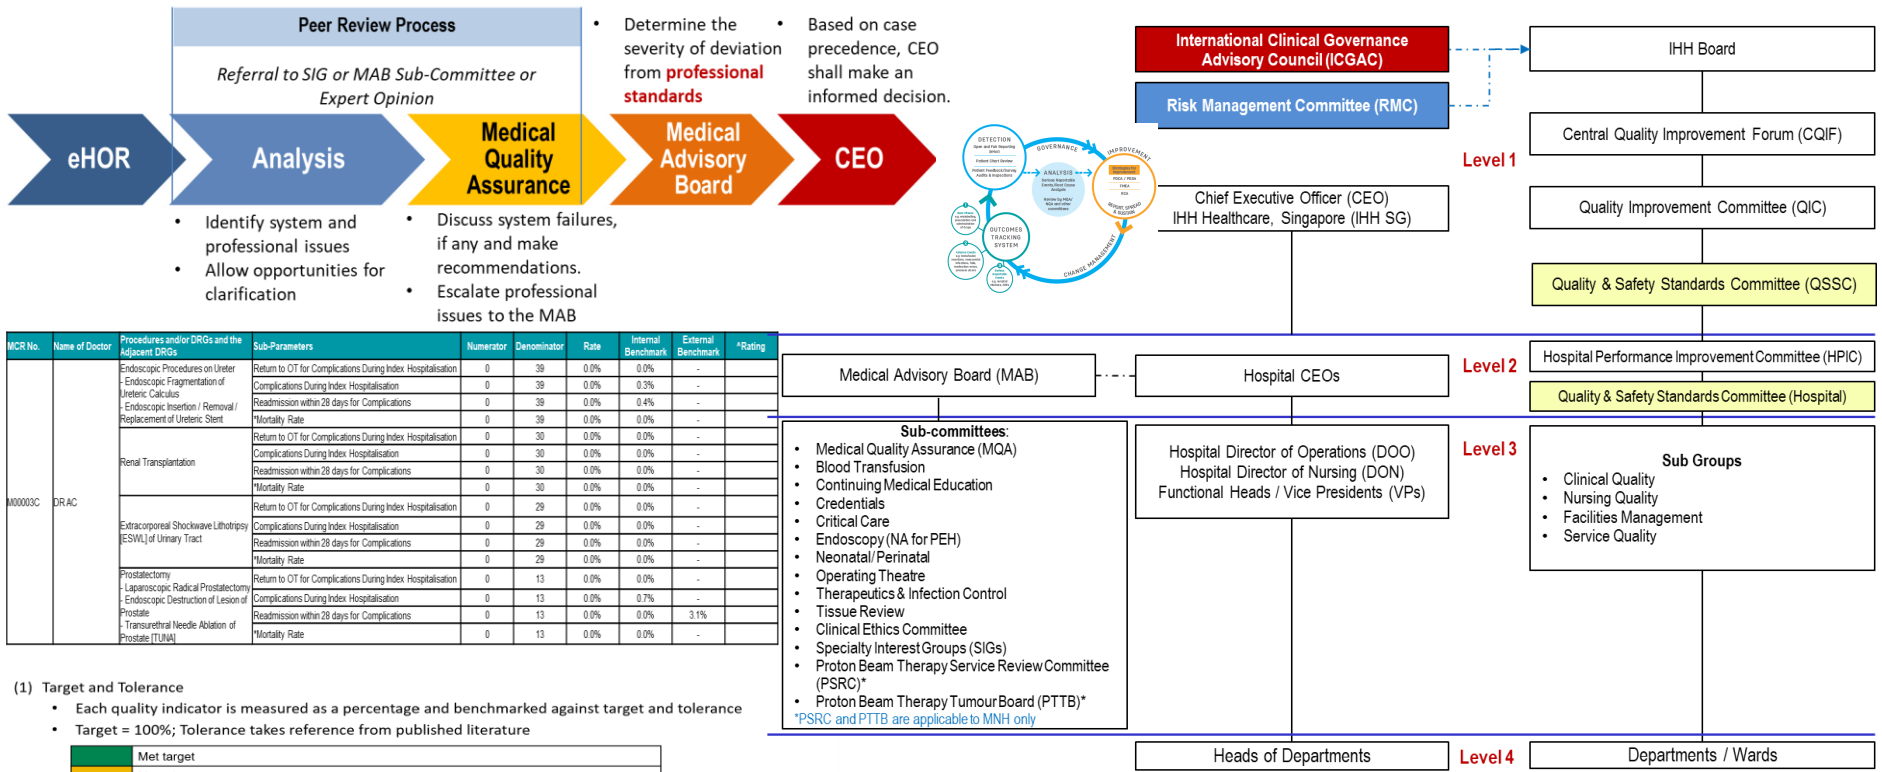 Peer Review Process
Referral to SIG or MAB Sub-Committee or
Expert Opinion
• Determine the
severity of deviation
from professional
standards
• Based on case
precedence, CEO
shall make an
informed decision.
eHOR
Analysis
Medical
Quality
Assurance
Medical
Advisory
Board
CEO
• Identify system and
professional issues
• Allow opportunities for
clarification
• Discuss system failures,
if any and make
recommendations.
• Escalate professional
issues to the MAB
DETECTION
Patient Chart Review
Patient Feedback/Survey
Audits & Inspections
GOVERNANCE
ANALYSIS
IMPROVEMENT
PDCA / PDSA
FMEA
RCA
REPORT, SPREAD
& SUSTAIN
OUTCOMES
TRACKING
SYSTEM
CHANGE MANAGEMENT
MCR No. Name of Doctor Procedures and/or DRGs and the Adjacent DRGs Sub-Parameters Numerator Denominator Rate Internal Benchmark External Benchmark ^Rating
M00003C DR AC
Endoscopic Procedures on Ureter
- Endoscopic Fragmentation of
Ureteric Calculus
- Endoscopic Insertion / Removal /
Replacement of Ureteric Stent
Return to OT for Complications During Index Hospitalisation 0 39 0.0% 0.0% -
Complications During Index Hospitalisation 0 39 0.0% 0.3% -
Readmission within 28 days for Complications 0 39 0.0% 0.4% -
*Mortality Rate 0 39 0.0% 0.0% -
Renal Transplantation
Return to OT for Complications During Index Hospitalisation 0 30 0.0% 0.0% -
Complications During Index Hospitalisation 0 30 0.0% 0.0% -
Readmission within 28 days for Complications 0 30 0.0% 0.0% -
*Mortality Rate 0 30 0.0% 0.0% -
Extracorporeal Shockwave Lithotripsy
[ESWL] of Urinary Tract
Return to OT for Complications During Index Hospitalisation 0 29 0.0% 0.0% -
Complications During Index Hospitalisation 0 29 0.0% 0.0% -
Readmission within 28 days for Complications 0 29 0.0% 0.0% -
*Mortality Rate 0 29 0.0% 0.0% -
Prostatectomy
- Laparoscopic Radical Prostatectomy
- Endoscopic Destruction of Lesion of
Prostate
- Transurethral Needle Ablation of
Prostate [TUNA]
Return to OT for Complications During Index Hospitalisation 0 13 0.0% 0.0% -
Complications During Index Hospitalisation 0 13 0.0% 0.7% -
Readmission within 28 days for Complications 0 13 0.0% 0.0% 3.1%
*Mortality Rate 0 13 0.0% 0.0% -
(1) Target and Tolerance
• Each quality indicator is measured as a percentage and benchmarked against target and tolerance
• Target = 100%; Tolerance takes reference from published literature
Met target
International Clinical Governance
Advisory Council (ICGAC)
Risk Management Committee (RMC)
IHH Board
Central Quality Improvement Forum (CQIF)
Level 1
Chief Executive Officer (CEO)
IHH Healthcare, Singapore (IHH SG)
Quality Improvement Committee (QIC)
Quality & Safety Standards Committee (QSSC)
Medical Advisory Board (MAB)
Hospital CEOs
Level 2
Hospital Performance Improvement Committee (HPIC)
Quality & Safety Standards Committee (Hospital)
Sub-committees:
• Medical Quality Assurance (MQA)
• Blood Transfusion
• Continuing Medical Education
• Credentials
• Critical Care
• Endoscopy (NA for PEH)
• Neonatal/ Perinatal
• Operating Theatre
• Therapeutics & Infection Control
• Tissue Review
• Clinical Ethics Committee
• Specialty Interest Groups (SIGs)
• Proton Beam Therapy Service Review Committee
(PSRC)*
• Proton Beam Therapy Tumour Board (PTTB)*
*PSRC and PTTB are applicable to MNH only
Hospital Director of Operations (DOO)
Hospital Director of Nursing (DON)
Functional Heads / Vice Presidents (VPs)
Level 3
Sub Groups
• Clinical Quality
• Nursing Quality
• Facilities Management
• Service Quality
Heads of Departments
Level 4
Departments / Wards